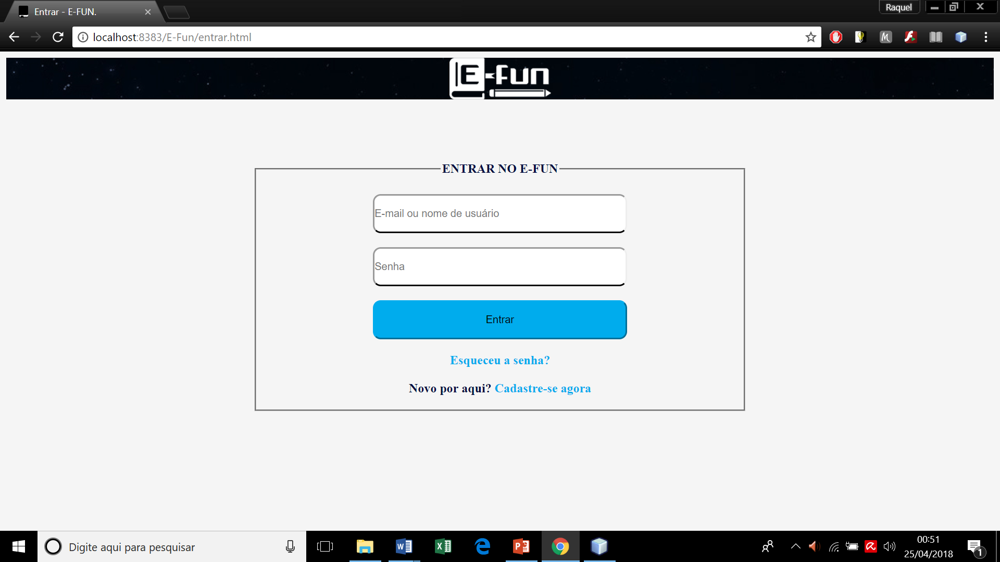 Entrar - E-FUN.
Raquel
localhost:8383/E-Fun/entrar.html
E-Fun
ENTRAR NO E-FUN
E-mail ou nome de usuário
Senha
Entrar
Esqueceu a senha?
Novo por aqui? Cadastre-se agora
Digite aqui para pesquisar
00:51
25/04/2018
1